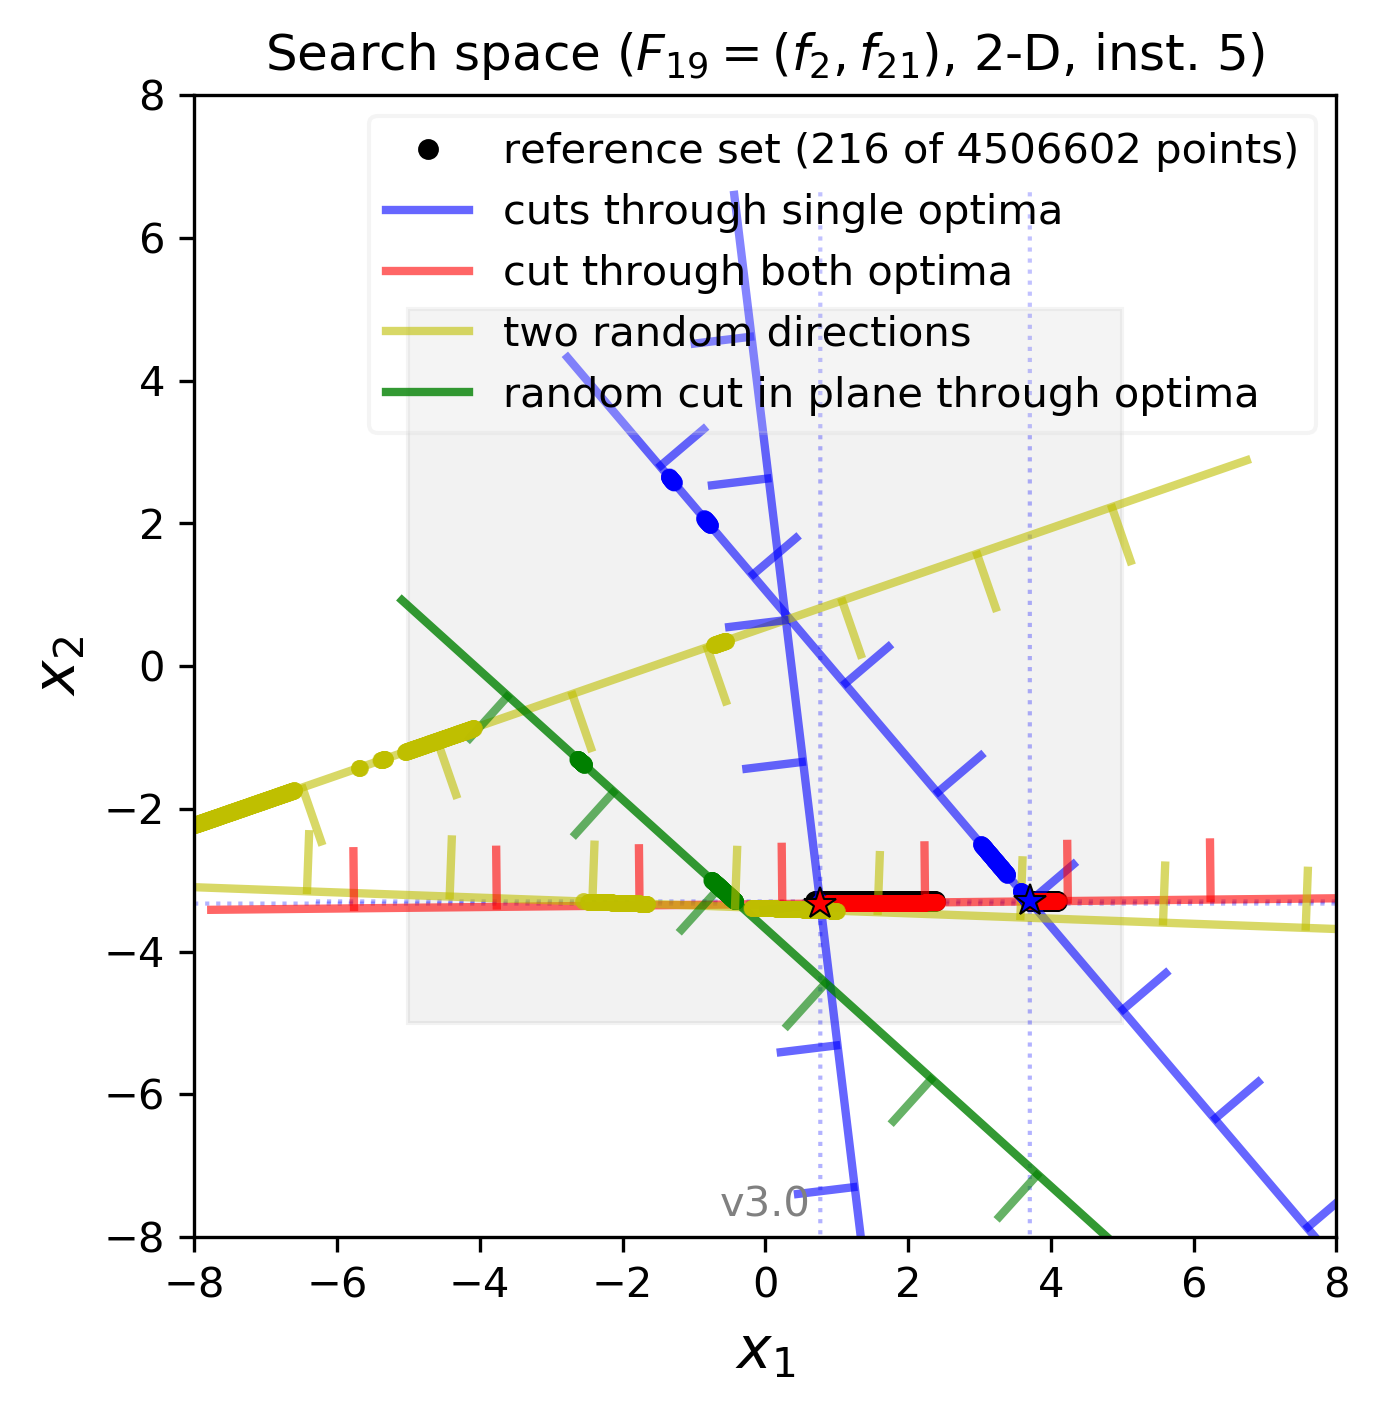 Search space (F₁₉ = (f₂, f₂₁), 2-D, inst. 5)
reference set (216 of 4506602 points)
cuts through single optima
cut through both optima
two random directions
random cut in plane through optima
8
6
4
2
0
−2
−4
−6
−8
x₂
v3.0
−8 −6 −4 −2 0 2 4 6 8
x₁